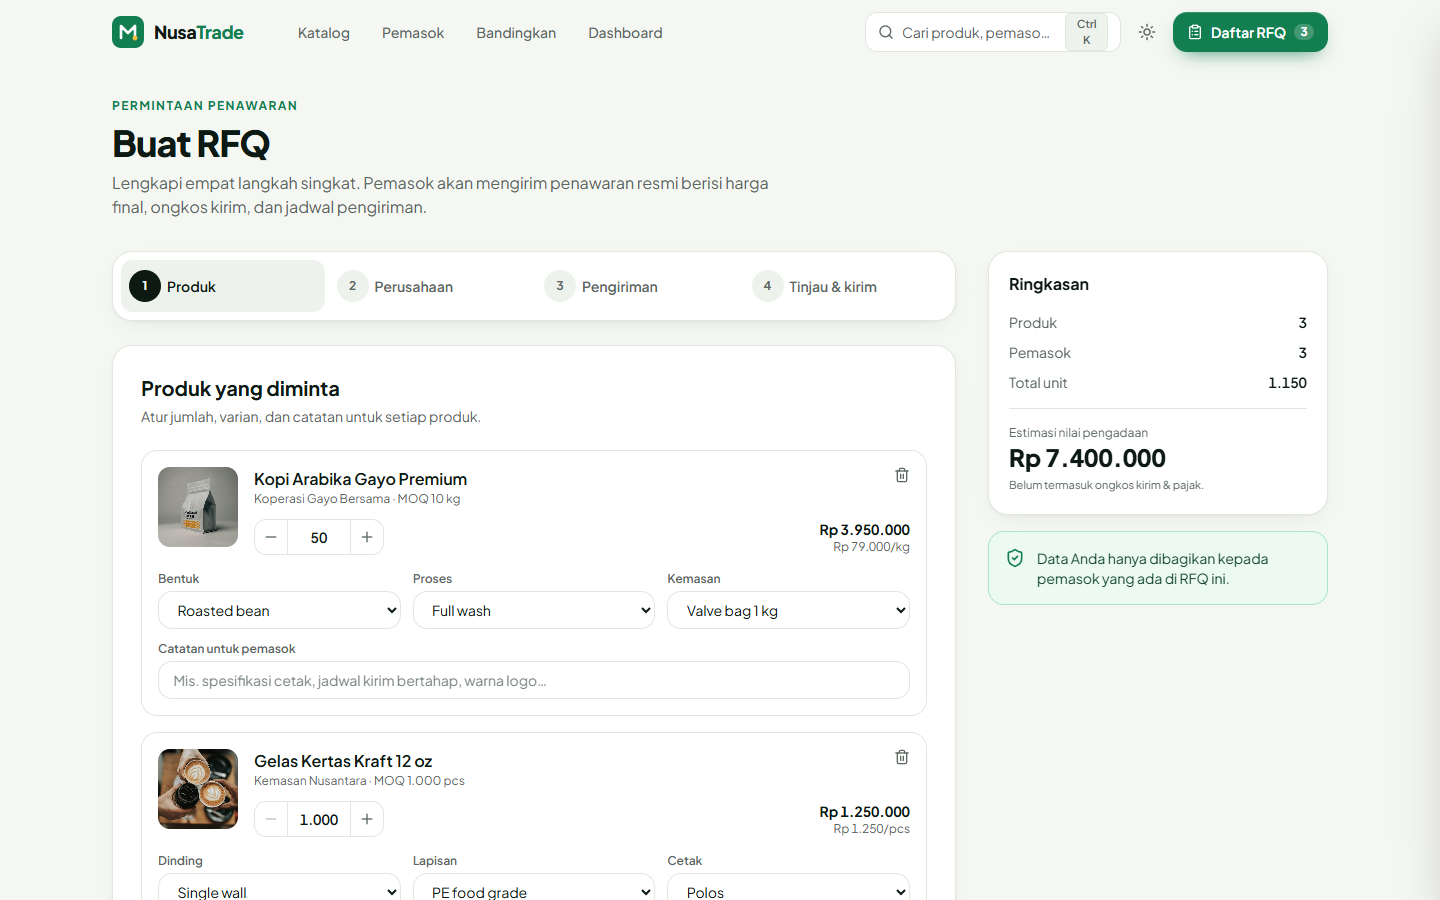 NusaTrade
Katalog
Pemasok
Bandingkan
Dashboard
Cari produk, pemaso...
Ctrl
K
Daftar RFQ 3
PERMINTAAN PENAWARAN
Buat RFQ
Lengkapi empat langkah singkat. Pemasok akan mengirim penawaran resmi berisi harga
final, ongkos kirim, dan jadwal pengiriman.
1 Produk
2 Perusahaan
3 Pengiriman
4 Tinjau & kirim
Produk yang diminta
Atur jumlah, varian, dan catatan untuk setiap produk.
Kopi Arabika Gayo Premium
Koperasi Gayo Bersama · MOQ 10 kg
50
Rp 3.950.000
Rp 79.000/kg
Bentuk
Proses
Kemasan
Roasted bean
Full wash
Valve bag 1 kg
Catatan untuk pemasok
Mis. spesifikasi cetak, jadwal kirim bertahap, warna logo...
Gelas Kertas Kraft 12 oz
Kemasan Nusantara · MOQ 1.000 pcs
1.000
Rp 1.250.000
Rp 1.250/pcs
Dinding
Lapisan
Cetak
Single wall
PE food grade
Polos
Ringkasan
Produk 3
Pemasok 3
Total unit 1.150
Estimasi nilai pengadaan
Rp 7.400.000
Belum termasuk ongkos kirim & pajak.
Data Anda hanya dibagikan kepada
pemasok yang ada di RFQ ini.